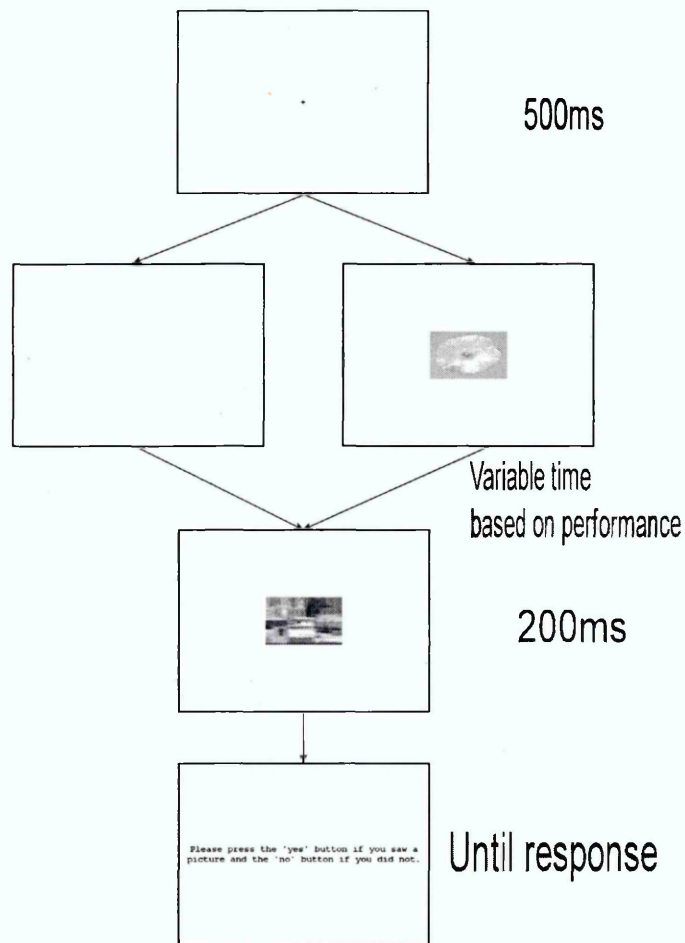 500ms
Variable time
based on performance
200ms
Please press the 'yes' button if you saw a
picture and the 'no' button if you did not.
Until response